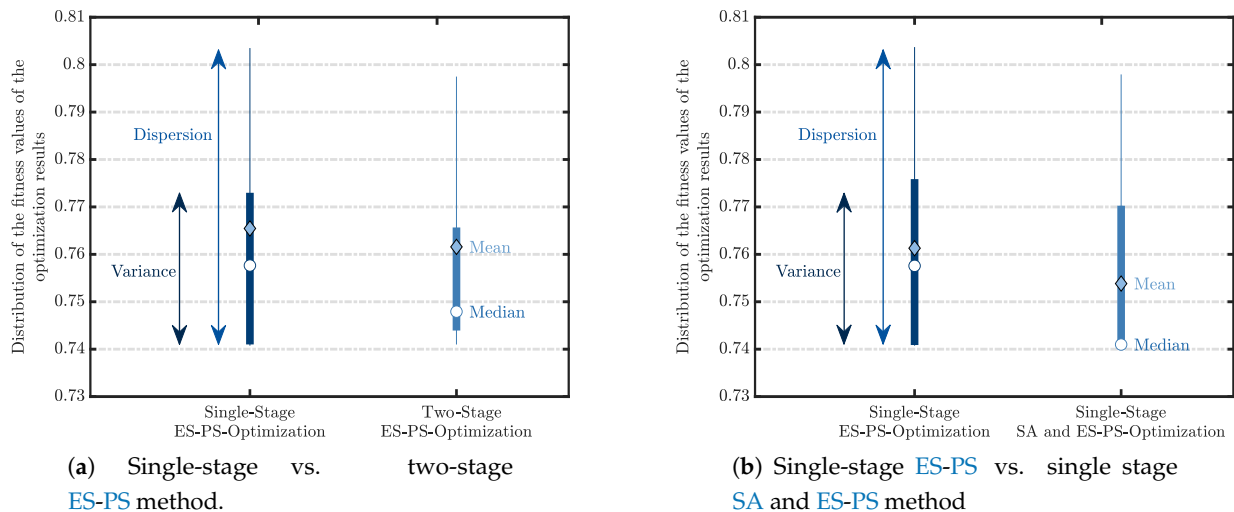 Distribution of the fitness values of the
optimization results
0.81
0.8
0.79
0.78
0.77
0.76
0.75
0.74
0.73
Dispersion
Variance
Mean
Median
Single-Stage
ES-PS-Optimization
Two-Stage
ES-PS-Optimization
(a) Single-stage vs. two-stage
ES-PS method.
Distribution of the fitness values of the
optimization results
0.81
0.8
0.79
0.78
0.77
0.76
0.75
0.74
0.73
Dispersion
Variance
Mean
Median
Single-Stage
ES-PS-Optimization
Single-Stage
SA and ES-PS-Optimization
(b) Single-stage ES-PS vs. single stage
SA and ES-PS method